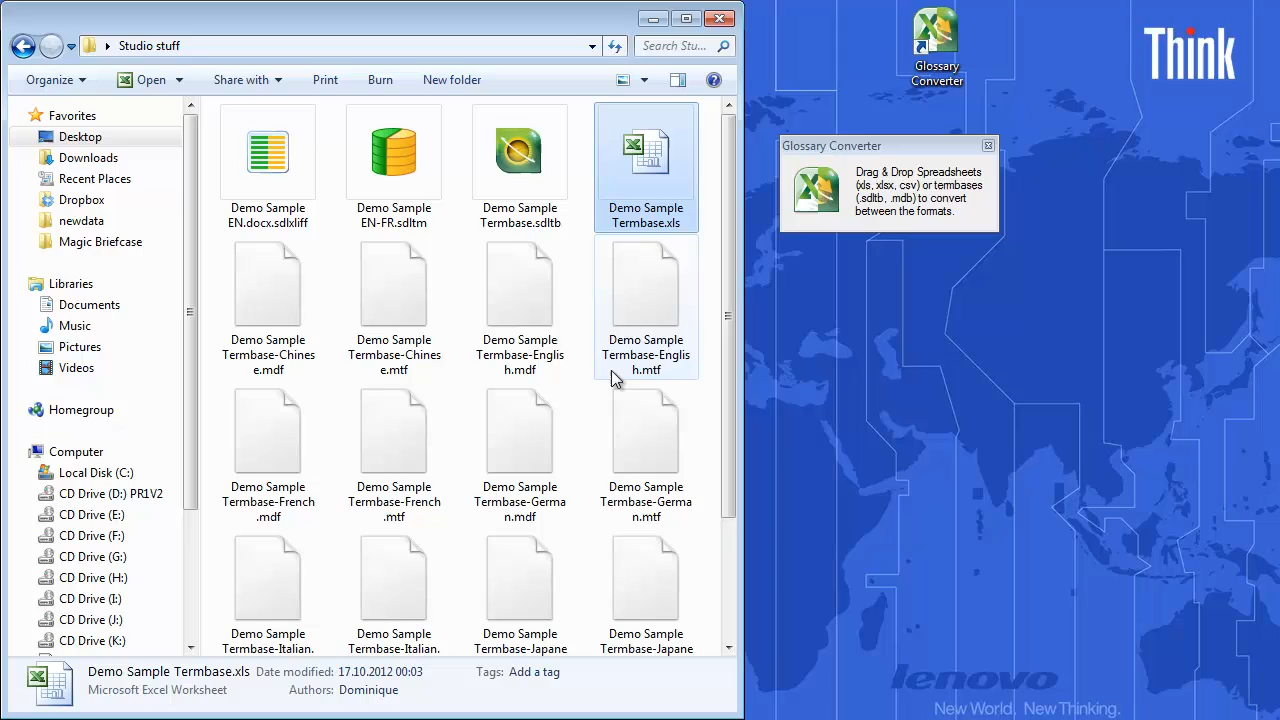 Studio stuff
Search Stu...
Organize
Open
Share with
Print
Burn
New folder
Favorites
Desktop
Downloads
Recent Places
Dropbox
newdata
Magic Briefcase
Libraries
Documents
Music
Pictures
Videos
Homegroup
Computer
Local Disk (C:)
CD Drive (D:) PR1V2
CD Drive (E:)
CD Drive (F:)
CD Drive (G:)
CD Drive (H:)
CD Drive (I:)
CD Drive (J:)
CD Drive (K:)
Demo Sample
EN.docx.sdlxliff
Demo Sample
EN-FR.sdltm
Demo Sample
Termbase.sdltb
Demo Sample
Termbase.xls
Demo Sample
Termbase-Chines
e.mdf
Demo Sample
Termbase-Chines
e.mtf
Demo Sample
Termbase-Englis
h.mdf
Demo Sample
Termbase-Englis
h.mtf
Demo Sample
Termbase-French
.mdf
Demo Sample
Termbase-French
.mtf
Demo Sample
Termbase-Germa
n.mdf
Demo Sample
Termbase-Germa
n.mtf
Demo Sample
Termbase-Italian.
Demo Sample
Termbase-Italian.
Demo Sample
Termbase-Japane
Demo Sample
Termbase-Japane
Demo Sample Termbase.xls
Date modified: 17.10.2012 00:03
Tags: Add a tag
Microsoft Excel Worksheet
Authors: Dominique
Glossary
Converter
Think
Glossary Converter
Drag & Drop Spreadsheets
(xls, xlsx, csv) or termbases
(.sdltb, .mdb) to convert
between the formats.
lenovo
New World. New Thinking.